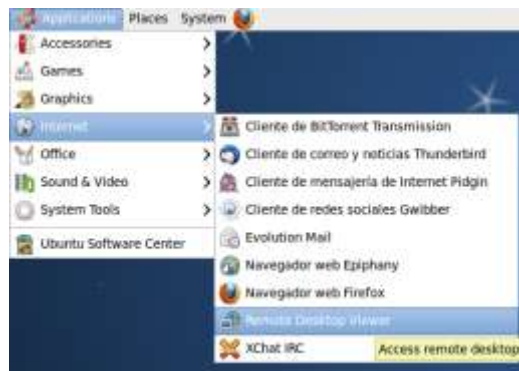 Applications Places System
Accessories
Games
Graphics
Internet
Office
Sound & Video
System Tools
Ubuntu Software Center
Cliente de BitTorrent Transmission
Cliente de correo y noticias Thunderbird
Cliente de mensajería de Internet Pidgin
Cliente de redes sociales Gwibber
Evolution Mail
Navegador web Epiphany
Navegador web Firefox
Remote Desktop Viewer
XChat IRC
Access remote desktop